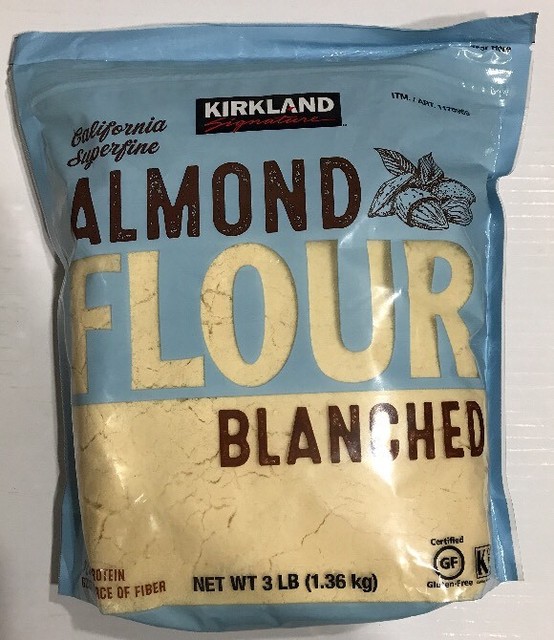 KIRKLAND
Signature
ITM. / ART.
California
Superfine
ALMOND
FLOUR
BLANCHED
PROTEIN
OF FIBER
NET WT 3 LB (1.36 kg)
Certified
GF
Gluten-Free
K